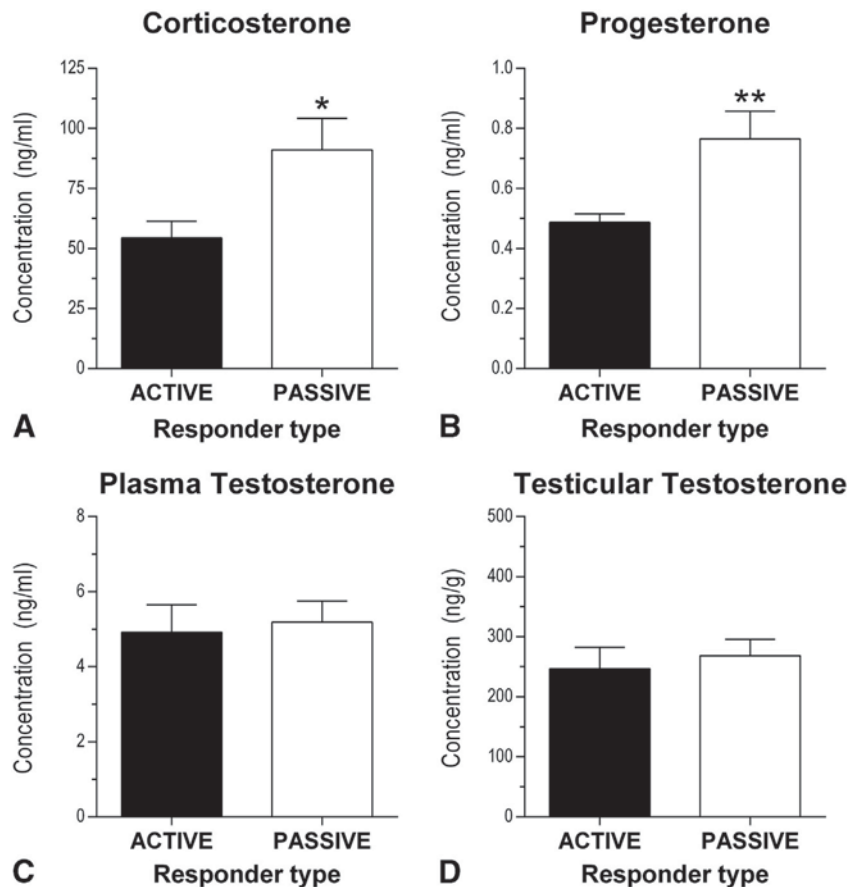 Corticosterone
Concentration (ng/ml)
125
100
75
50
25
0
*
ACTIVE PASSIVE
A Responder type
Progesterone
Concentration (ng/ml)
1.0
0.8
0.6
0.4
0.2
0.0
**
ACTIVE PASSIVE
B Responder type
Plasma Testosterone
Concentration (ng/ml)
8
6
4
2
0
ACTIVE PASSIVE
C Responder type
Testicular Testosterone
Concentration (ng/g)
500
400
300
200
100
0
ACTIVE PASSIVE
D Responder type